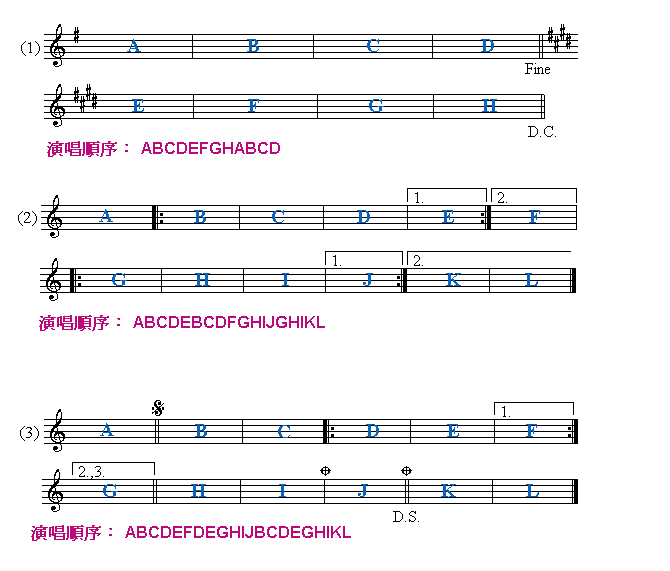 (1) A B C D
Fine
E F G H
D.C.
演唱順序： ABCDEFGHABCD
1. 2.
(2) A B C D E F
1. 2.
G H I J K L
演唱順序： ABCDEBCDFGHIJGHIKL
1.
(3) A B C D E F
2.,3.
G H I J K L
D.S.
演唱順序： ABCDEFDEGHIJBCDEGHIKL